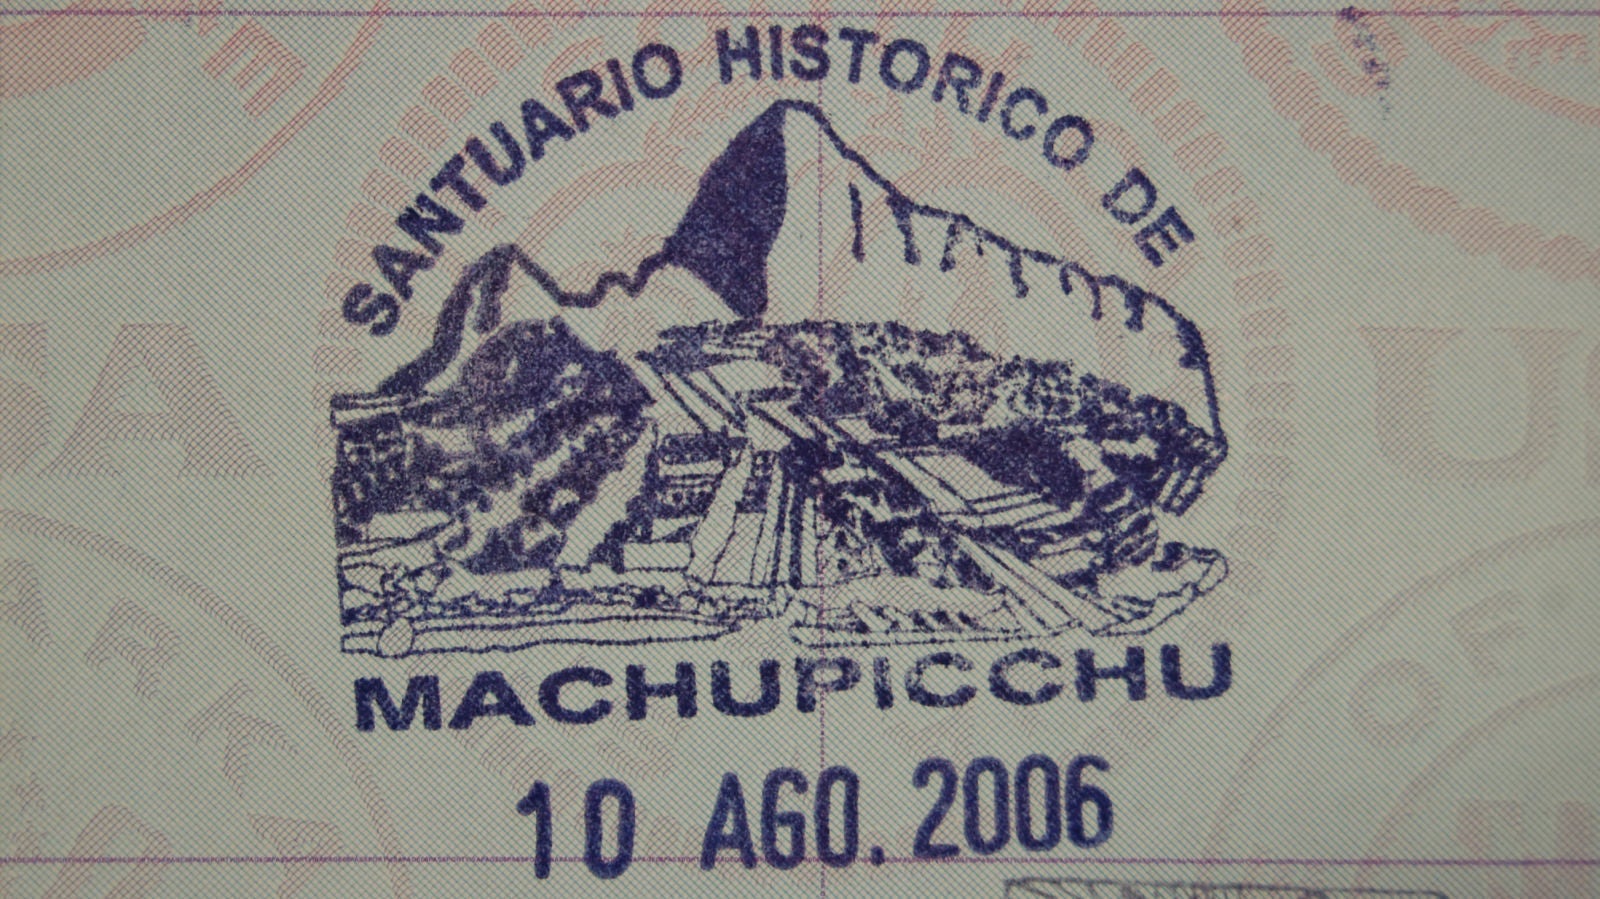 SANTUARIO HISTORICO DE
MACHUPICCHU
10 AGO. 2006